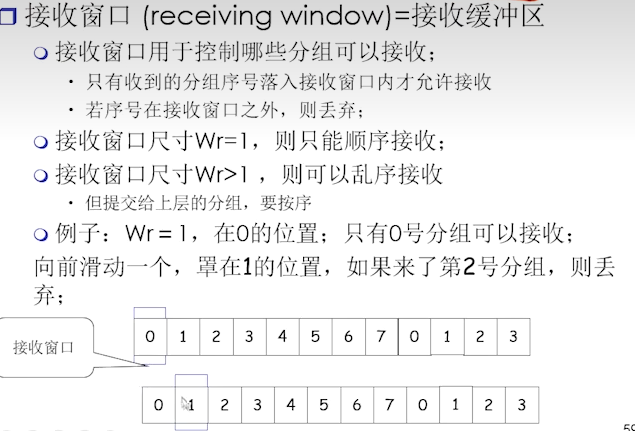 接收窗口 (receiving window)=接收缓冲区
接收窗口用于控制哪些分组可以接收；
只有收到的分组序号落入接收窗口内才允许接收
若序号在接收窗口之外，则丢弃；
接收窗口尺寸Wr=1，则只能顺序接收；
接收窗口尺寸Wr>1，则可以乱序接收
但提交给上层的分组，要按序
例子：Wr＝1，在0的位置；只有0号分组可以接收；
向前滑动一个，罩在1的位置，如果来了第2号分组，则丢
弃；
0 1 2 3 4 5 6 7 0 1 2 3
接收窗口
0 1 2 3 4 5 6 7 0 1 2 3